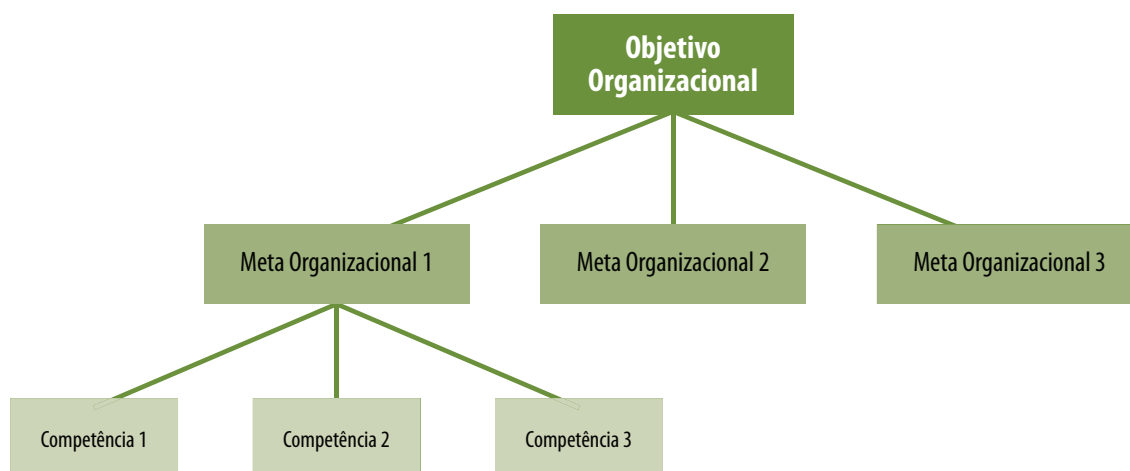 Objetivo
Organizacional
Meta Organizacional 1
Meta Organizacional 2
Meta Organizacional 3
Competência 1
Competência 2
Competência 3